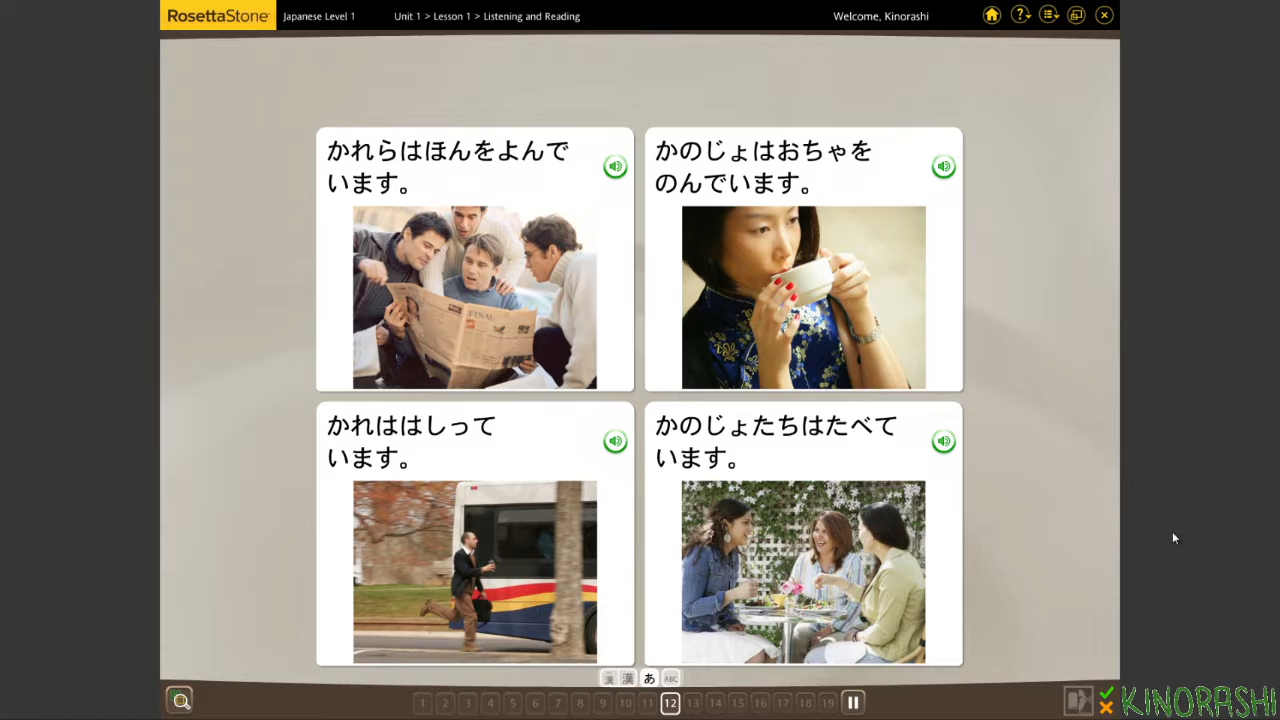 RosettaStone
Japanese Level 1
Unit 1 > Lesson 1 > Listening and Reading
Welcome, Kinorashi
かれらはほんをよんで
います。
かのじょはおちゃを
のんでいます。
FINAL
かれははしって
います。
かのじょたちはたべて
います。
漢 漢 あ ABC
1 2 3 4 5 6 7 8 9 10 11 12 13 14 15 16 17 18 19
KINORASHI